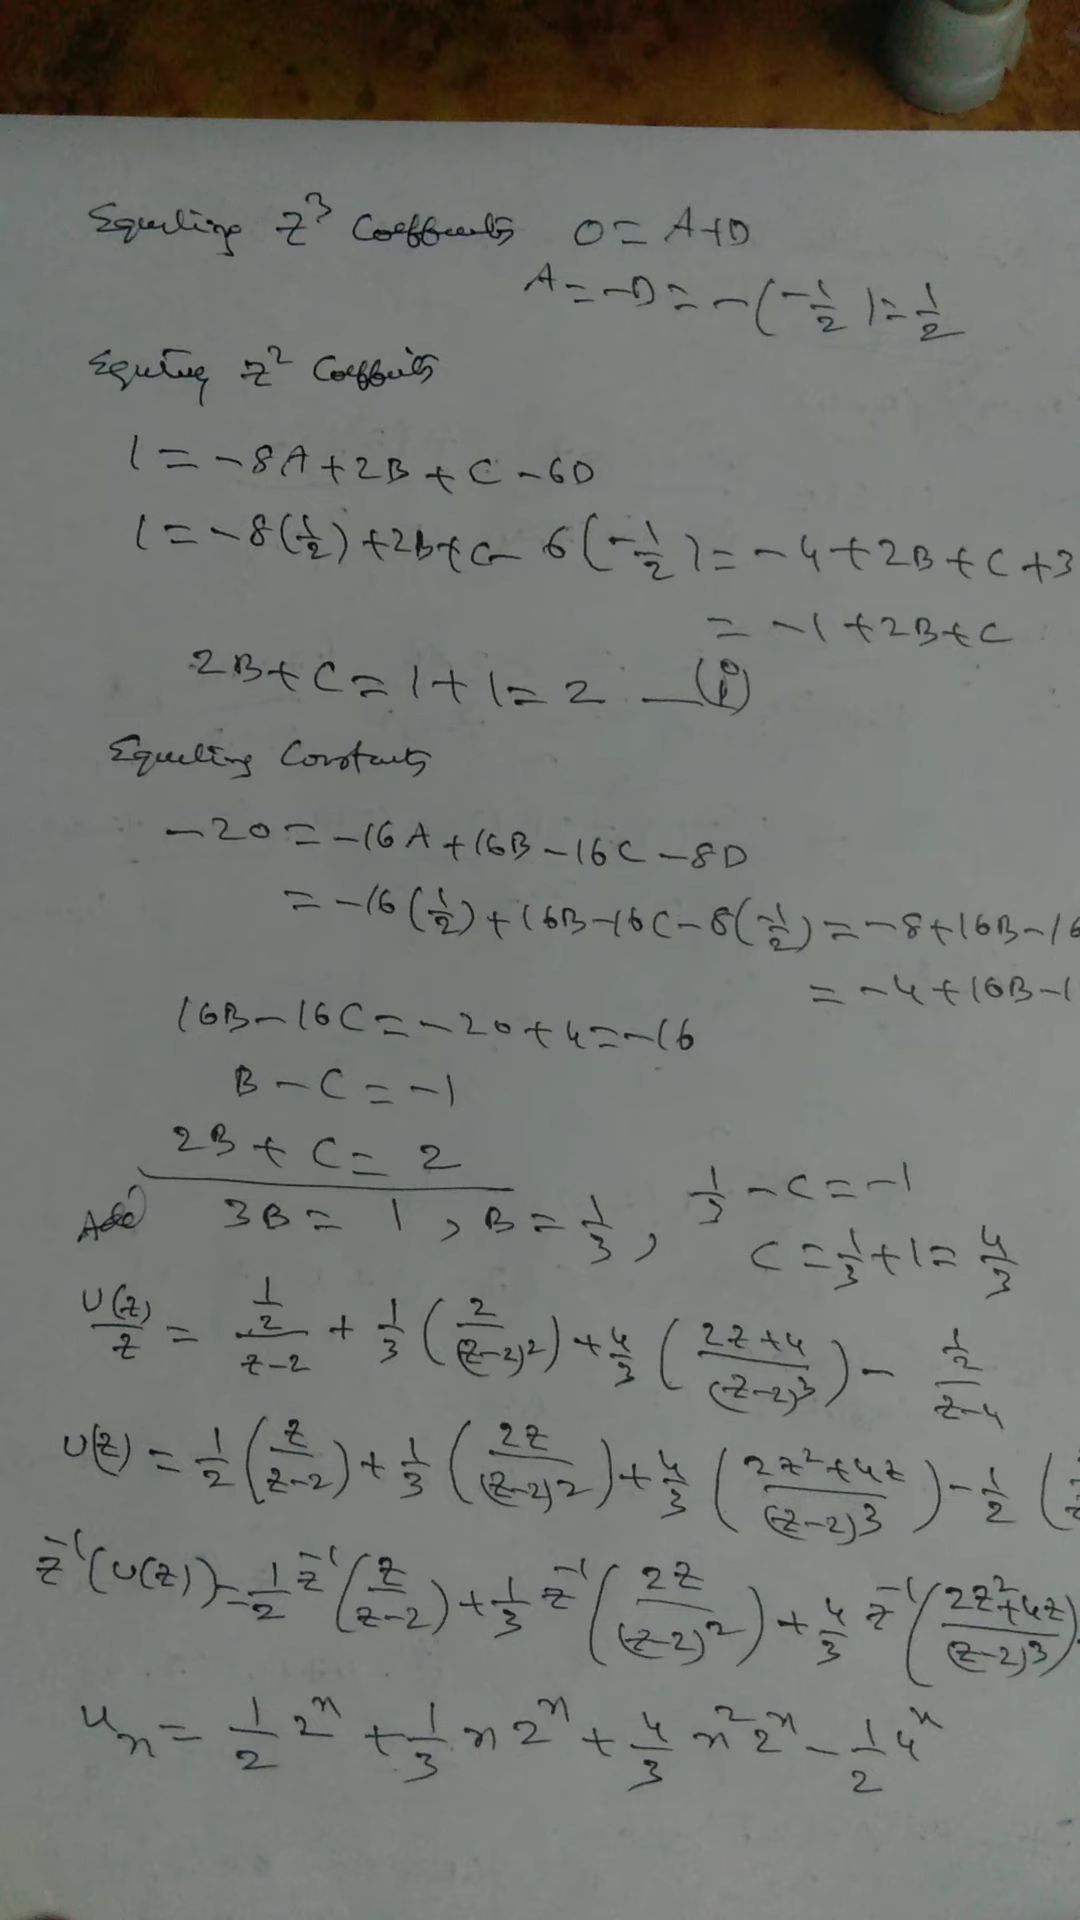 Equating z³ Coefficients 0 = A+D
A = -D = -(-1/2) = 1/2
Equating z² Coefficients
1 = -8A + 2B + C - 6D
1 = -8(1/2) + 2B + C - 6(-1/2) = -4 + 2B + C + 3
= -1 + 2B + C
2B + C = 1 + 1 = 2 — (i)
Equating Constants
-20 = -16A + 16B - 16C - 8D
= -16(1/2) + 16B - 16C - 8(-1/2) = -8 + 16B - 16
= -4 + 16B - 1
16B - 16C = -20 + 4 = -16
B - C = -1
2B + C = 2
Add 3B = 1, B = 1/3, 1/3 - C = -1
C = 1/3 + 1 = 4/3
U(z)/z = (1/2)/(z-2) + 1/3 (2/(z-2)²) + 4/3 ((2z+4)/(z-2)³) - (1/2)/(z-4)
U(z) = 1/2 (z/(z-2)) + 1/3 (2z/(z-2)²) + 4/3 ((2z²+4z)/(z-2)³) - 1/2 (
z⁻¹(U(z)) = 1/2 z⁻¹(z/(z-2)) + 1/3 z⁻¹(2z/(z-2)²) + 4/3 z⁻¹((2z²+4z)/(z-2)³)
uₙ = 1/2 2ⁿ + 1/3 n 2ⁿ + 4/3 n² 2ⁿ - 1/2 4ⁿ